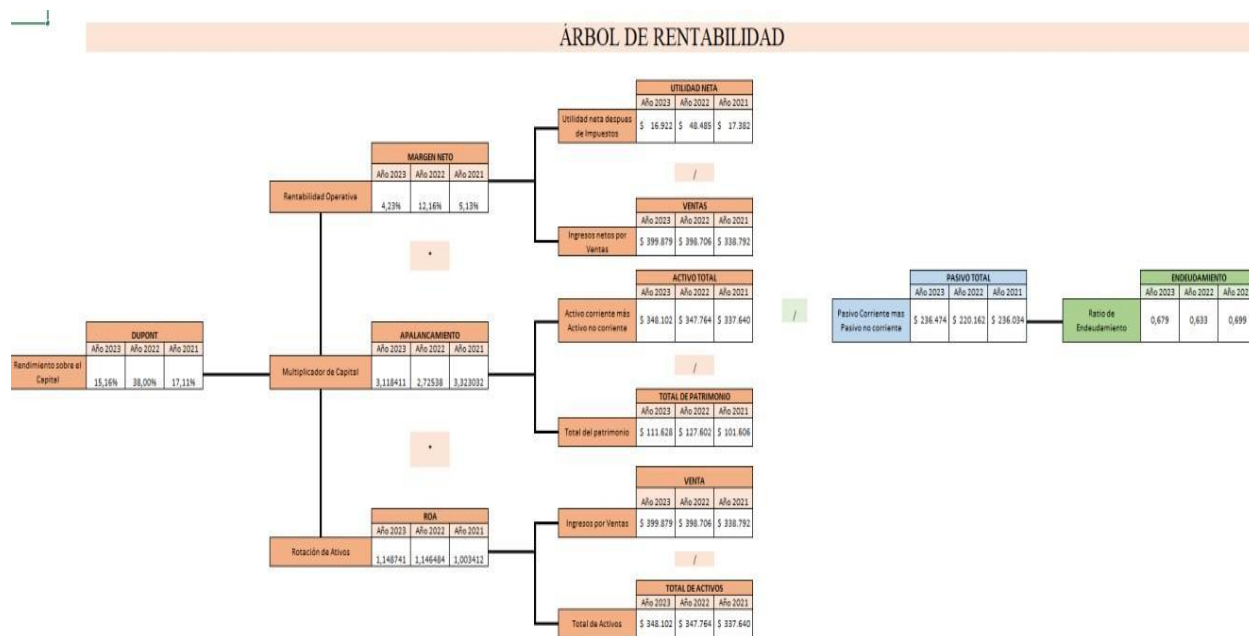 ÁRBOL DE RENTABILIDAD
UTILIDAD NETA
Año 2023 Año 2022 Año 2021
Utilidad neta despues de Impuestos
$ 16.922 $ 48.485 $ 17.382
/
MARGEN NETO
Año 2023 Año 2022 Año 2021
Rentabilidad Operativa
4,23% 12,16% 5,13%
VENTAS
Año 2023 Año 2022 Año 2021
Ingresos netos por Ventas
$ 399.879 $ 398.706 $ 338.792
*
ACTIVO TOTAL
Año 2023 Año 2022 Año 2021
Activo corriente más Activo no corriente
$ 348.102 $ 347.764 $ 337.640
/
PASIVO TOTAL
Año 2023 Año 2022 Año 2021
Pasivo Corriente mas Pasivo no corriente
$ 236.474 $ 220.162 $ 236.034
ENDEUDAMIENTO
Año 2023 Año 2022 Año 202
Ratio de Endeudamiento
0,679 0,633 0,699
DUPONT
Año 2023 Año 2022 Año 2021
Rendimiento sobre el Capital
15,16% 38,00% 17,11%
APALANCAMIENTO
Año 2023 Año 2022 Año 2021
Multiplicador de Capital
3,118411 2,72538 3,323032
/
TOTAL DE PATRIMONIO
Año 2023 Año 2022 Año 2021
Total del patrimonio
$ 111.628 $ 127.602 $ 101.606
*
VENTA
Año 2023 Año 2022 Año 2021
Ingresos por Ventas
$ 399.879 $ 398.706 $ 338.792
ROA
Año 2023 Año 2022 Año 2021
Rotación de Ativos
1,148741 1,146484 1,003412
/
TOTAL DE ACTIVOS
Año 2023 Año 2022 Año 2021
Total de Activos
$ 348.102 $ 347.764 $ 337.640